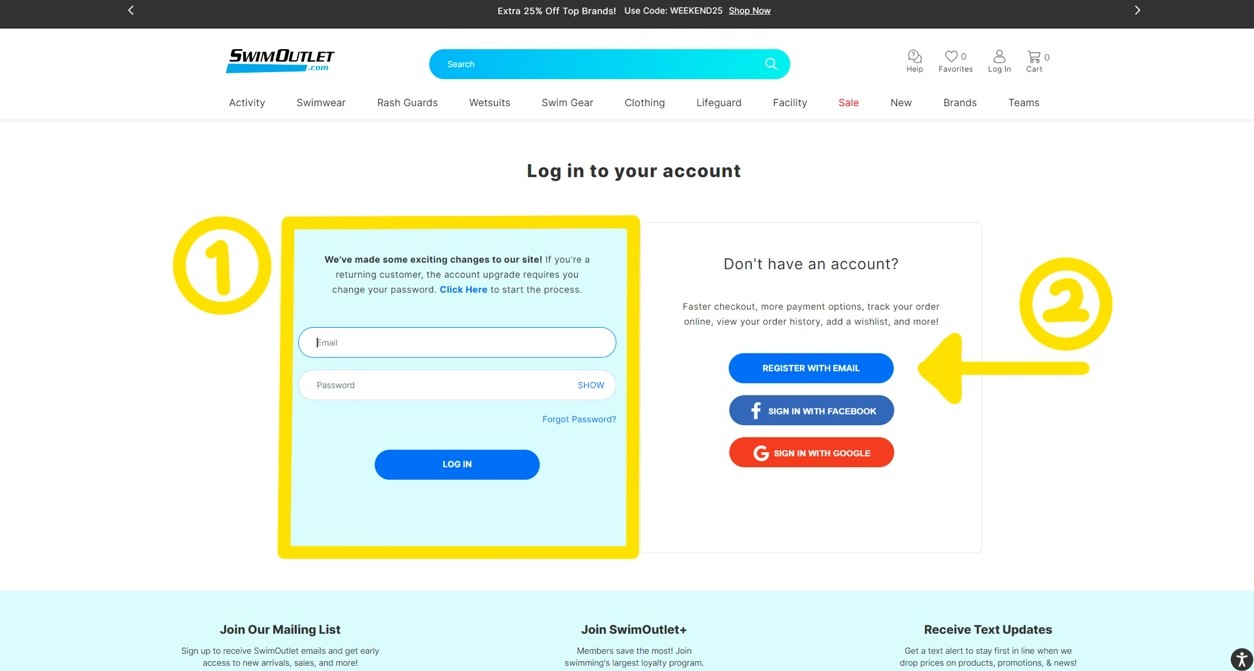 Extra 25% Off Top Brands! Use Code: WEEKEND25 Shop Now
SWIMOUTLET
.com
Search
Help
0
Favorites
Log In
0
Cart
Activity Swimwear Rash Guards Wetsuits Swim Gear Clothing Lifeguard Facility Sale New Brands Teams
Log in to your account
1
We've made some exciting changes to our site! If you're a
returning customer, the account upgrade requires you
change your password. Click Here to start the process.
Email
Password SHOW
Forgot Password?
LOG IN
Don't have an account?
Faster checkout, more payment options, track your order
online, view your order history, add a wishlist, and more!
REGISTER WITH EMAIL
f SIGN IN WITH FACEBOOK
G SIGN IN WITH GOOGLE
2
Join Our Mailing List
Sign up to receive SwimOutlet emails and get early
access to new arrivals, sales, and more!
Join SwimOutlet+
Members save the most! Join
swimming's largest loyalty program.
Receive Text Updates
Get a text alert to stay first in line when we
drop prices on products, promotions, & news!